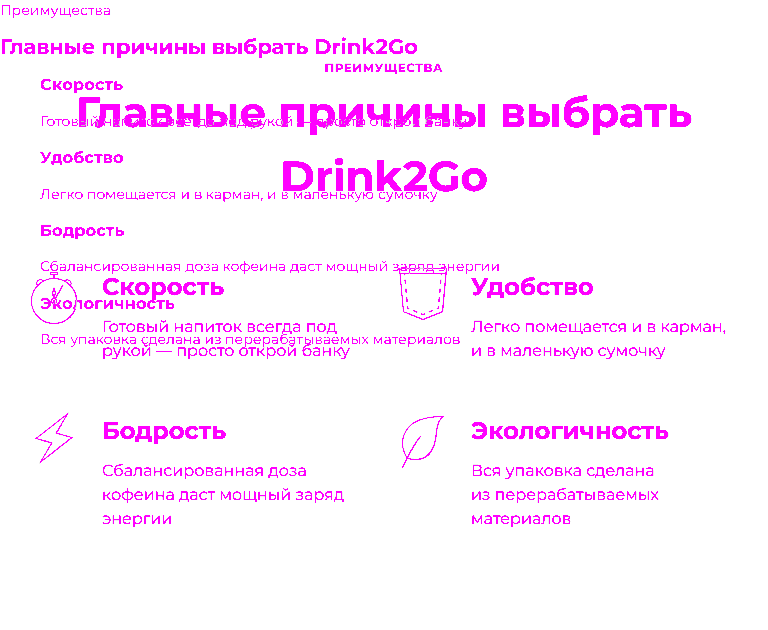 Преимущества
Главные причины выбрать Drink2Go
Скорость
Готовый напиток всегда под рукой — просто открой банку
Удобство
Легко помещается и в карман, и в маленькую сумочку
Бодрость
Сбалансированная доза кофеина даст мощный заряд энергии
Экологичность
Вся упаковка сделана из перерабатываемых материалов
ПРЕИМУЩЕСТВА
Главные причины выбрать
Drink2Go
Скорость
Готовый напиток всегда под
рукой — просто открой банку
Удобство
Легко помещается и в карман,
и в маленькую сумочку
Бодрость
Сбалансированная доза
кофеина даст мощный заряд
энергии
Экологичность
Вся упаковка сделана
из перерабатываемых
материалов